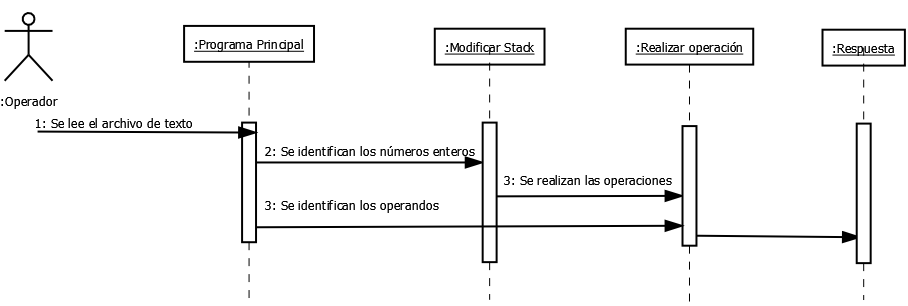 :Programa Principal
:Modificar Stack
:Realizar operación
:Respuesta
:Operador
1: Se lee el archivo de texto
2: Se identifican los números enteros
3: Se realizan las operaciones
3: Se identifican los operandos